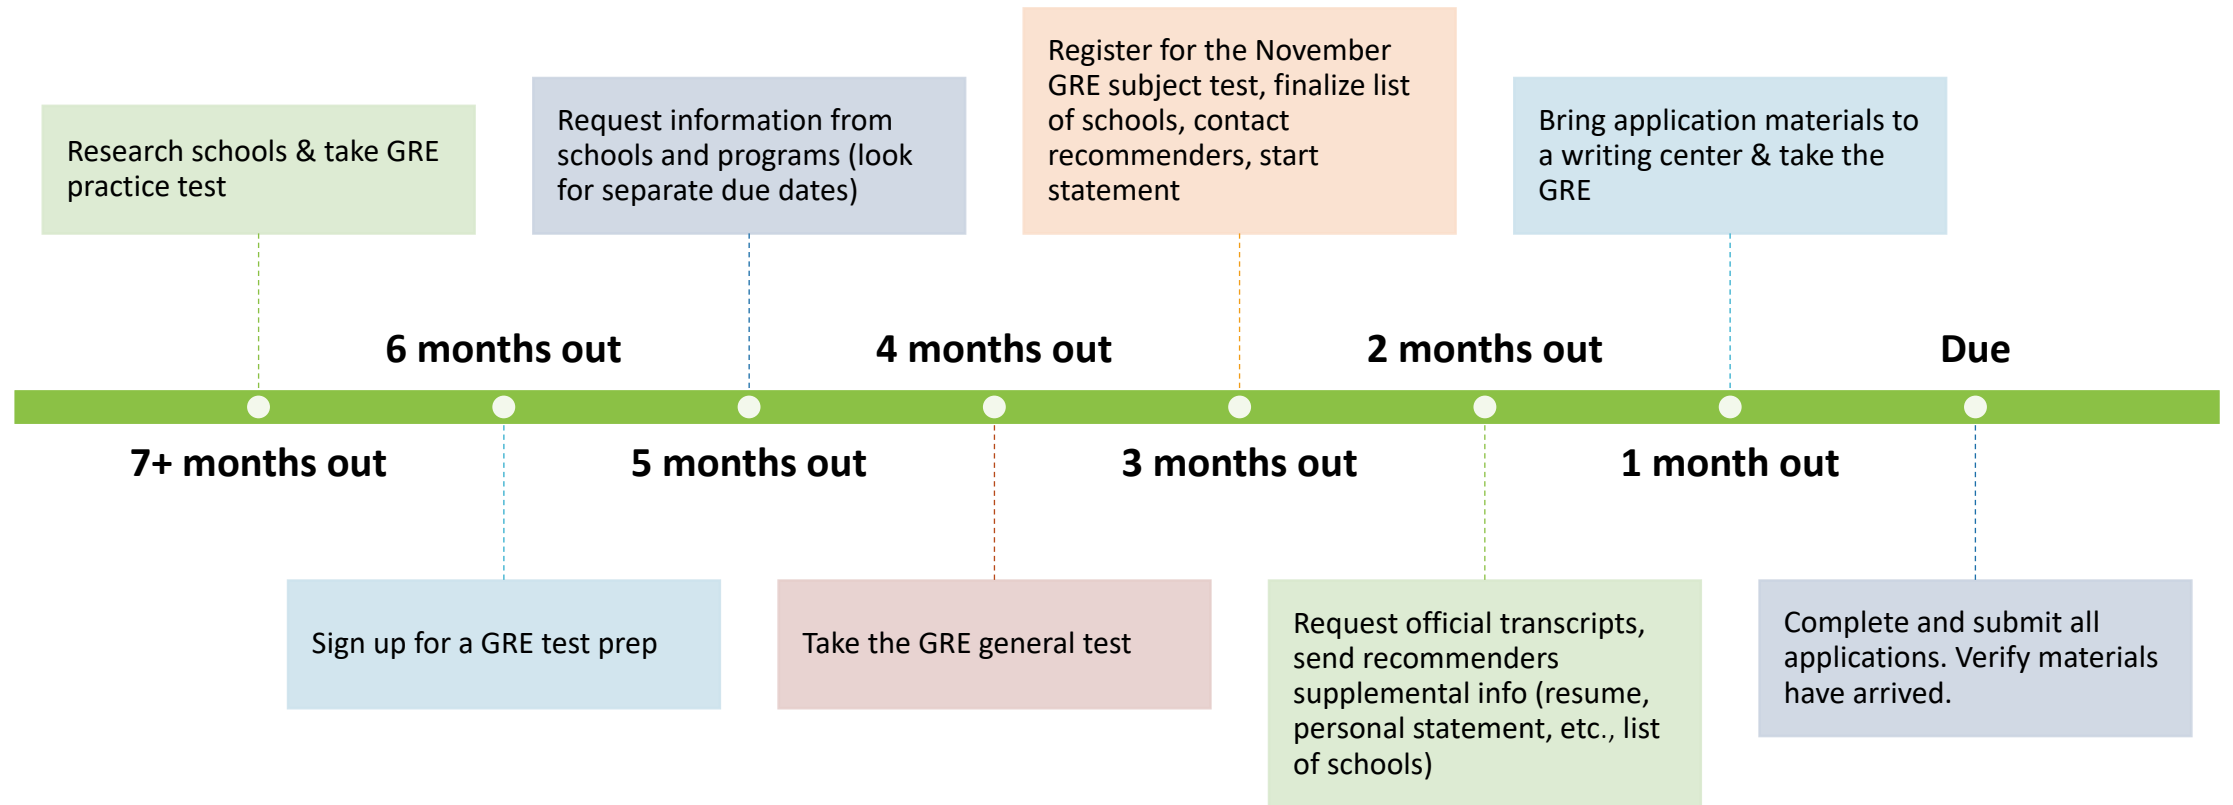 Research schools & take GRE
practice test
7+ months out
6 months out
Sign up for a GRE test prep
Request information from
schools and programs (look
for separate due dates)
5 months out
4 months out
Take the GRE general test
Register for the November
GRE subject test, finalize list
of schools, contact
recommenders, start
statement
3 months out
2 months out
Request official transcripts,
send recommenders
supplemental info (resume,
personal statement, etc., list
of schools)
Bring application materials to
a writing center & take the
GRE
1 month out
Due
Complete and submit all
applications. Verify materials
have arrived.